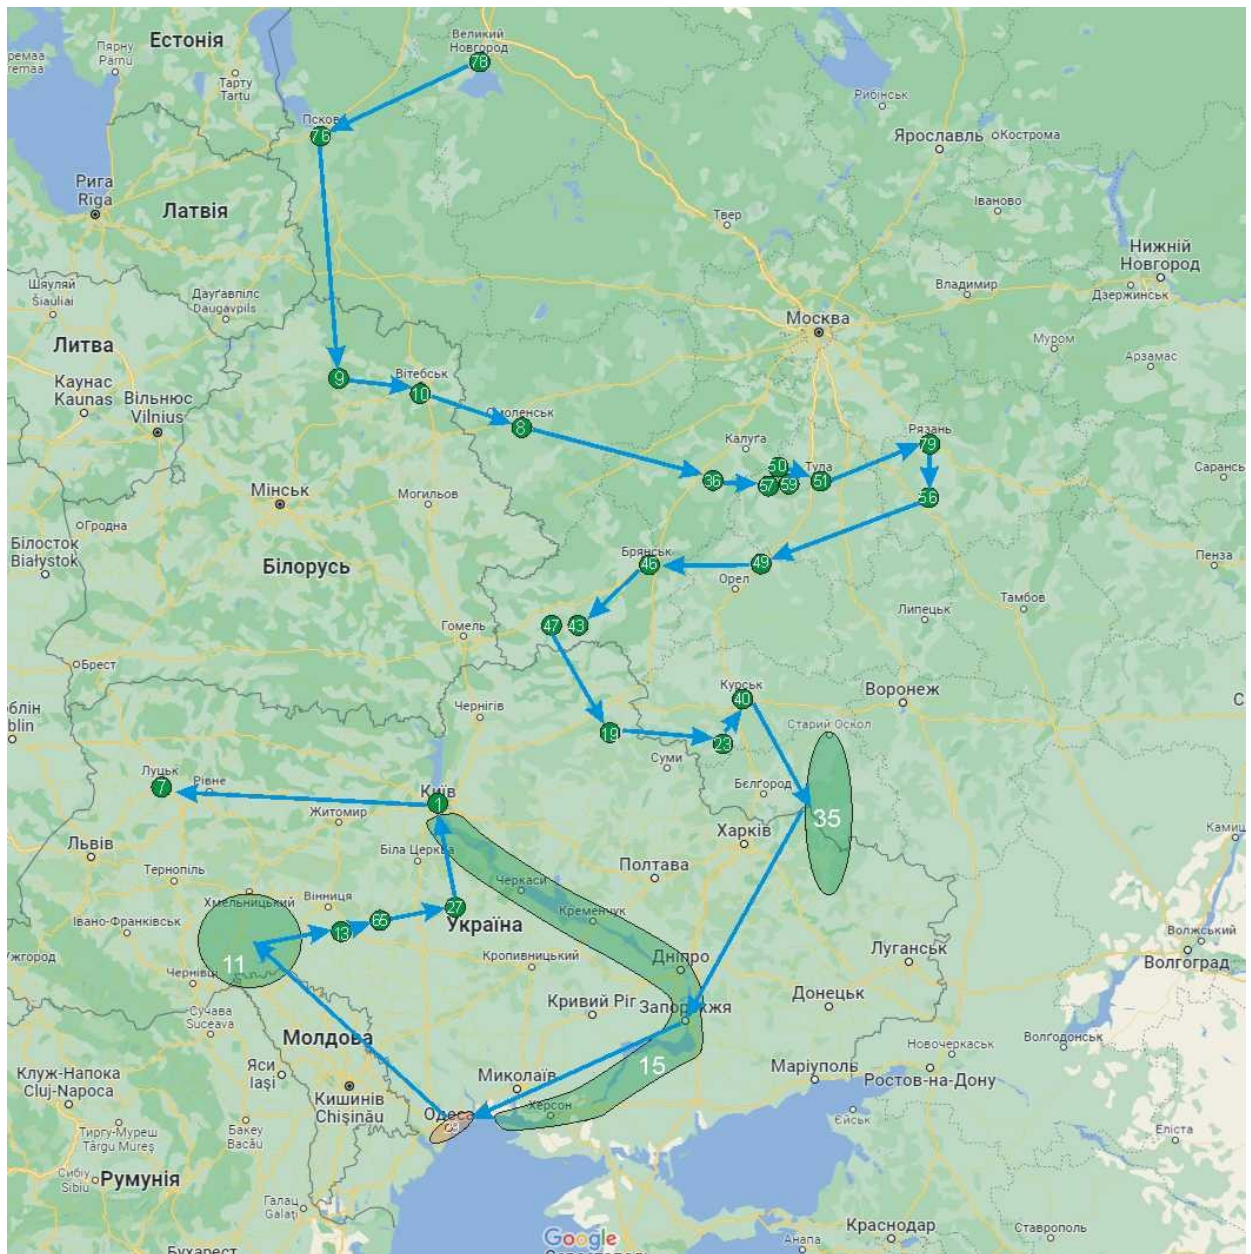 Великий
Новгород
78
Естонія
Пярну
Pärnu
Тарту
Tartu
Псков
76
Рибінськ
Ярославль
Кострома
Рига
Rīga
Латвія
Іваново
Твер
Нижній
Новгород
Шяуляй
Šiauliai
Даугавпілс
Daugavpils
Владимир
Дзержинськ
Москва
Литва
Муром
Арзамас
Каунас
Kaunas
Вільнюс
Vilnius
9
Вітебськ
10
Смоленськ
8
Калуга
Рязань
79
50
Тула
36
57
59
51
Саранськ
56
Мінськ
Могильов
Гродна
Білосток
Białystok
Білорусь
Брянськ
46
49
Орел
Пенза
Липецьк
Тамбов
47
43
Гомель
Брест
Курськ
40
Воронеж
Чернігів
19
23
Старий Оскол
Суми
Луцьк
7
Рівне
Київ
1
Бєлгород
35
Житомир
Харків
Львів
Біла Церква
Полтава
Тернопіль
Черкаси
Хмельницький
Вінниця
27
Івано-Франківськ
65
Кременчук
13
Україна
11
Кропивницький
Дніпро
Луганськ
Волжський
Волгоград
Чернівці
Сучава
Suceava
Кривий Ріг
Запоріжжя
Донецьк
Молдова
Волгодонськ
Новочеркаськ
Яси
Iași
15
Клуж-Напока
Cluj-Napoca
Миколаїв
Маріуполь
Ростов-на-Дону
Кишинів
Chișinău
Одеса
Херсон
Тиргу-Муреш
Târgu Mureș
Бакеу
Bacău
Єйськ
Еліста
Сибіу
Sibiu
Румунія
Галац
Galați
Google
Краснодар
Ставрополь
Анапа
Бухарест